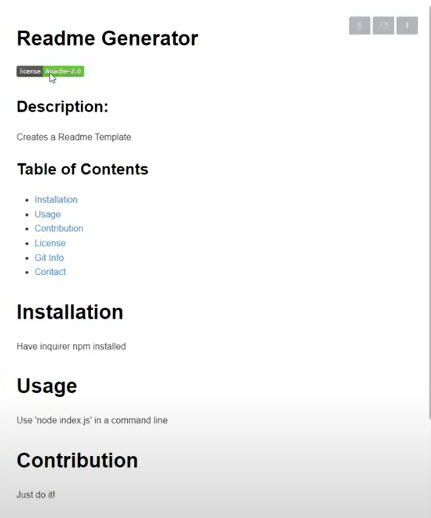 Readme Generator
license Apache-2.0
Description:
Creates a Readme Template
Table of Contents
Installation
Usage
Contribution
License
Git Info
Contact
Installation
Have inquirer npm installed
Usage
Use 'node index.js' in a command line
Contribution
Just do it!